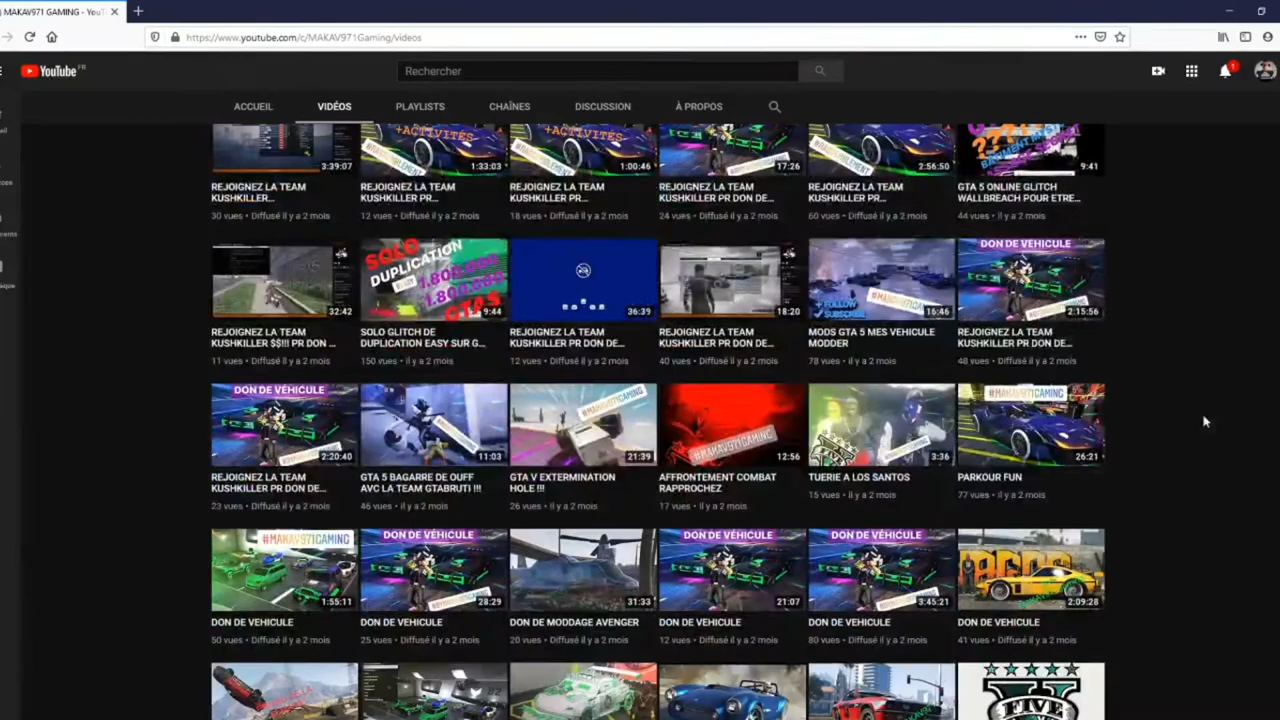 MAKAV971 GAMING - YouT
https://www.youtube.com/c/MAKAV971Gaming/videos
YouTube FR
Rechercher
1
ACCUEIL VIDÉOS PLAYLISTS CHAÎNES DISCUSSION À PROPOS
+ACTIVITÉS +ACTIVITÉS
3:39:07 1:33:03 1:00:46 17:26 2:56:50 9:41
REJOIGNEZ LA TEAM KUSHKILLER...
30 vues • Diffusé il y a 2 mois
REJOIGNEZ LA TEAM KUSHKILLER PR...
12 vues • Diffusé il y a 2 mois
REJOIGNEZ LA TEAM KUSHKILLER PR...
18 vues • Diffusé il y a 2 mois
REJOIGNEZ LA TEAM KUSHKILLER PR DON DE...
24 vues • Diffusé il y a 2 mois
REJOIGNEZ LA TEAM KUSHKILLER PR...
60 vues • Diffusé il y a 2 mois
GTA 5 ONLINE GLITCH WALLBREACH POUR ETRE...
44 vues • il y a 2 mois
SOLO
DUPLICATION
1.800.000
1.800.000
GTA5
+ FOLLOW
SUBSCRIBE
DON DE VEHICULE
32:42 9:44 36:39 18:20 16:46 2:15:56
REJOIGNEZ LA TEAM KUSHKILLER $$!!! PR DON ...
11 vues • Diffusé il y a 2 mois
SOLO GLITCH DE DUPLICATION EASY SUR G...
150 vues • il y a 2 mois
REJOIGNEZ LA TEAM KUSHKILLER PR DON DE...
12 vues • Diffusé il y a 2 mois
REJOIGNEZ LA TEAM KUSHKILLER PR DON DE...
40 vues • Diffusé il y a 2 mois
MODS GTA 5 MES VEHICULE MODDER
78 vues • il y a 2 mois
REJOIGNEZ LA TEAM KUSHKILLER PR DON DE...
48 vues • Diffusé il y a 2 mois
DON DE VÉHICULE
#MAKAV971GAMING
#MAKAV971GAMING
#MAKAV971GAMING
2:20:40 11:03 21:39 12:56 3:36 26:21
REJOIGNEZ LA TEAM KUSHKILLER PR DON DE...
23 vues • Diffusé il y a 2 mois
GTA 5 BAGARRE DE OUFF AVC LA TEAM GTABRUTI !!!
46 vues • il y a 2 mois
GTA V EXTERMINATION HOLE !!!
26 vues • il y a 2 mois
AFFRONTEMENT COMBAT RAPPROCHEZ
17 vues • il y a 2 mois
TUERIE A LOS SANTOS
15 vues • il y a 2 mois
PARKOUR FUN
77 vues • il y a 2 mois
#MAKAV971GAMING
DON DE VÉHICULE DON DE VÉHICULE DON DE VÉHICULE
1:55:11 28:29 31:33 21:07 3:45:21 2:09:28
DON DE VEHICULE
50 vues • Diffusé il y a 2 mois
DON DE VEHICULE
25 vues • Diffusé il y a 2 mois
DON DE MODDAGE AVENGER
20 vues • Diffusé il y a 2 mois
DON DE VEHICULE
12 vues • Diffusé il y a 2 mois
DON DE VEHICULE
80 vues • Diffusé il y a 2 mois
DON DE VEHICULE
41 vues • Diffusé il y a 2 mois
FIVE